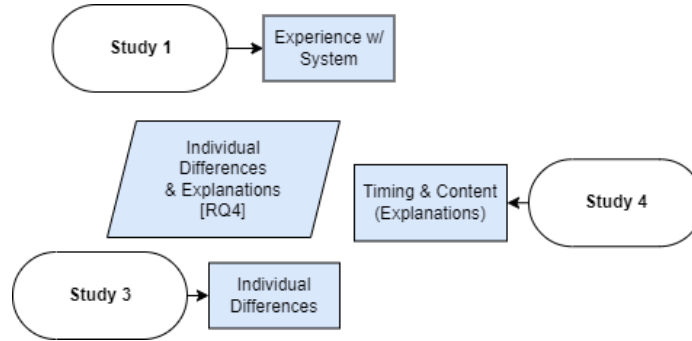 Study 1
Experience w/
System
Individual
Differences
& Explanations
[RQ4]
Timing & Content
(Explanations)
Study 4
Study 3
Individual
Differences